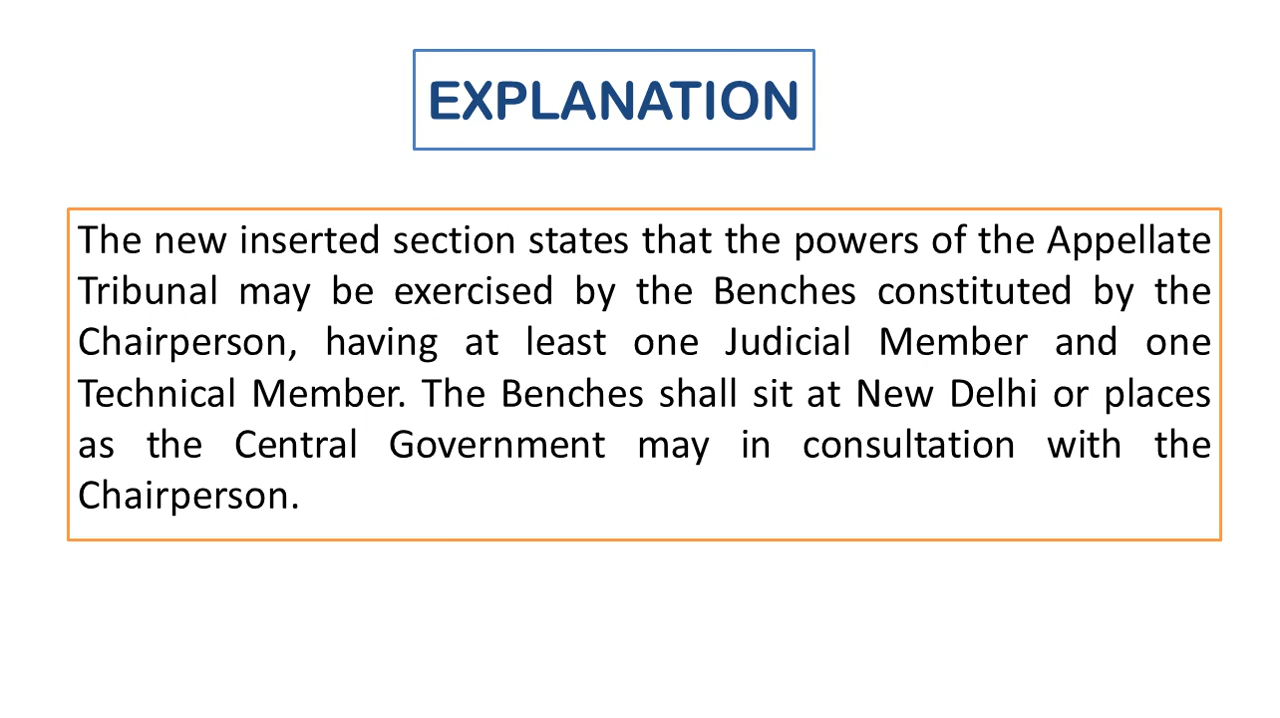 EXPLANATION
The new inserted section states that the powers of the Appellate
Tribunal may be exercised by the Benches constituted by the
Chairperson, having at least one Judicial Member and one
Technical Member. The Benches shall sit at New Delhi or places
as the Central Government may in consultation with the
Chairperson.